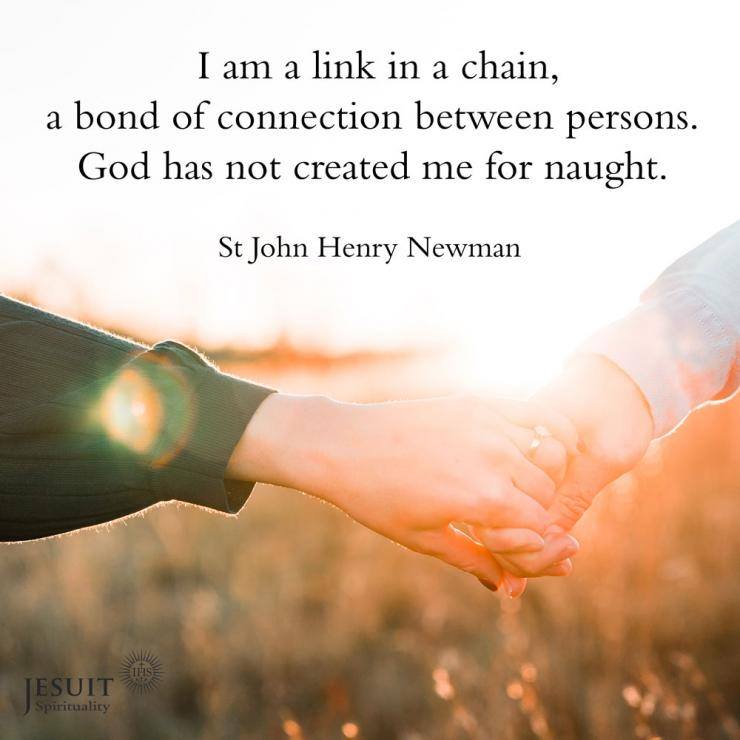 I am a link in a chain,
a bond of connection between persons.
God has not created me for naught.
St John Henry Newman
IHS
JESUIT
Spirituality